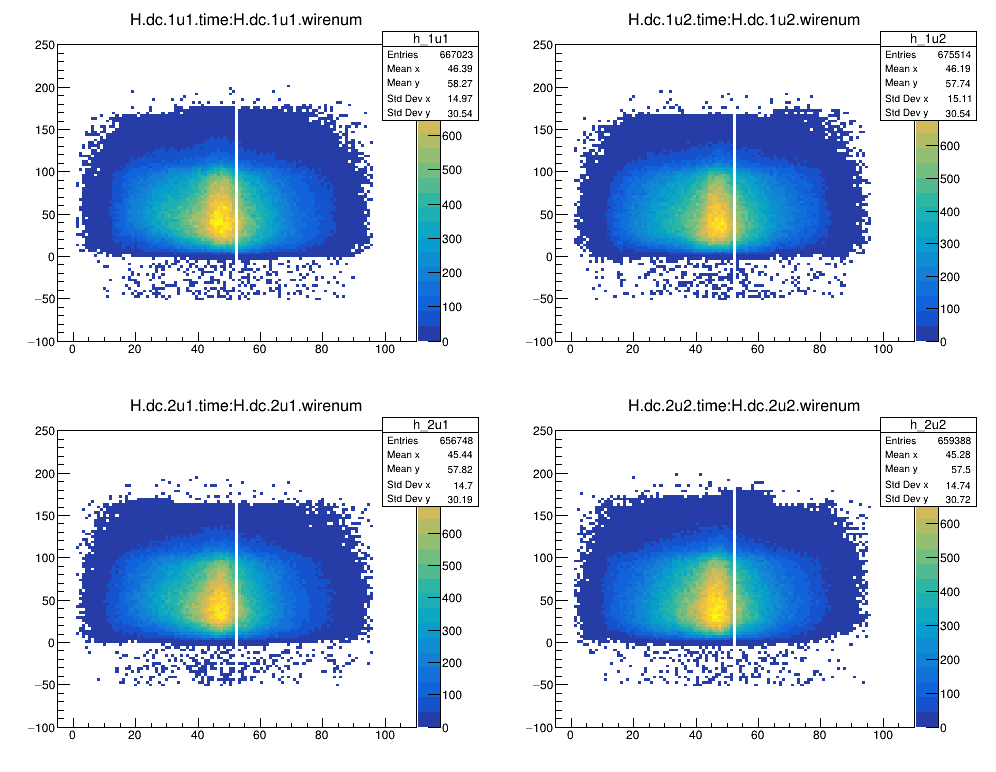 H.dc.1u1.time:H.dc.1u1.wirenum
h_1u1
Entries 667023
Mean x 46.39
Mean y 58.27
Std Dev x 14.97
Std Dev y 30.54
250
200
150
100
50
0
−50
−100
0 20 40 60 80 100
600
500
400
300
200
100
0
H.dc.1u2.time:H.dc.1u2.wirenum
h_1u2
Entries 675514
Mean x 46.19
Mean y 57.74
Std Dev x 15.11
Std Dev y 30.54
250
200
150
100
50
0
−50
−100
0 20 40 60 80 100
600
500
400
300
200
100
0
H.dc.2u1.time:H.dc.2u1.wirenum
h_2u1
Entries 656748
Mean x 45.44
Mean y 57.82
Std Dev x 14.7
Std Dev y 30.19
250
200
150
100
50
0
−50
−100
0 20 40 60 80 100
600
500
400
300
200
100
0
H.dc.2u2.time:H.dc.2u2.wirenum
h_2u2
Entries 659388
Mean x 45.28
Mean y 57.5
Std Dev x 14.74
Std Dev y 30.72
250
200
150
100
50
0
−50
−100
0 20 40 60 80 100
600
500
400
300
200
100
0